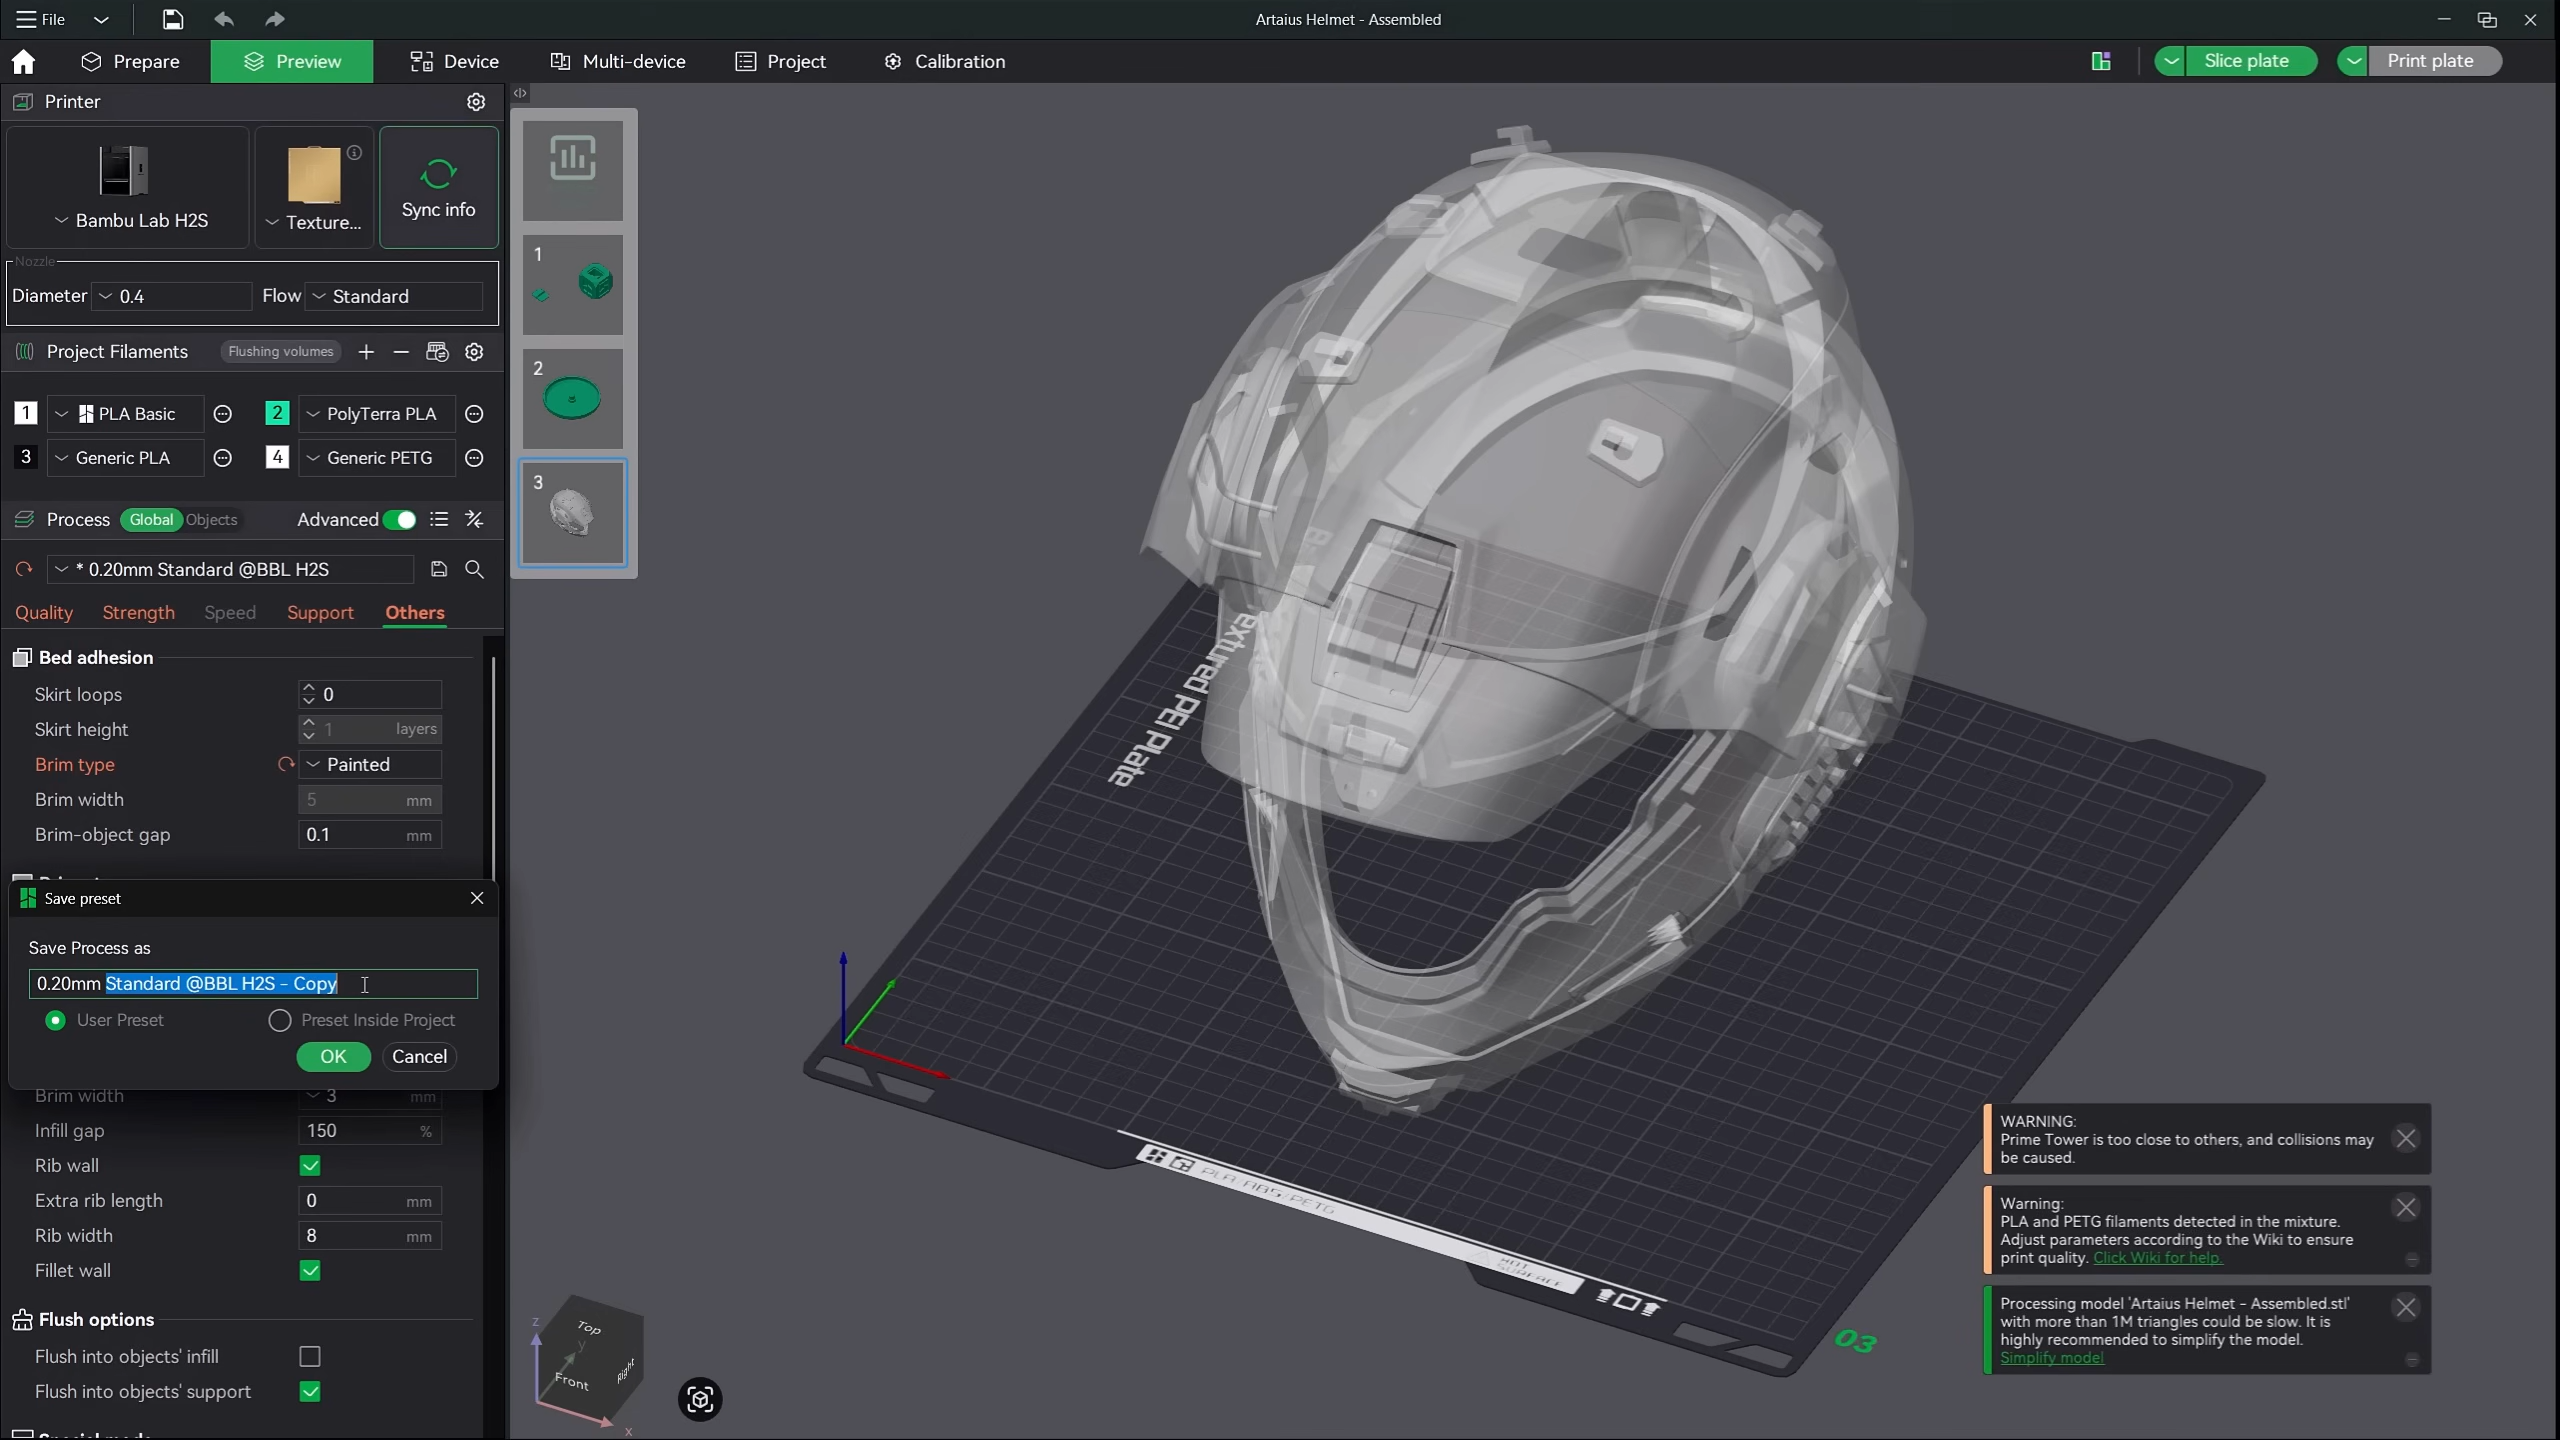 File
Artaius Helmet - Assembled
Prepare
Preview
Device
Multi-device
Project
Calibration
Slice plate
Print plate
Printer
Bambu Lab H2S
Texture...
Sync info
Nozzle
Diameter 0.4 Flow Standard
Project Filaments Flushing volumes
1 PLA Basic 2 PolyTerra PLA
3 Generic PLA 4 Generic PETG
Process Global Objects Advanced
* 0.20mm Standard @BBL H2S
Quality Strength Speed Support Others
Bed adhesion
Skirt loops 0
Skirt height 1 layers
Brim type Painted
Brim width 5 mm
Brim-object gap 0.1 mm
Save preset
Save Process as
0.20mm Standard @BBL H2S - Copy
User Preset Preset Inside Project
OK Cancel
Brim width 3 mm
Infill gap 150 %
Rib wall
Extra rib length 0 mm
Rib width 8 mm
Fillet wall
Flush options
Flush into objects' infill
Flush into objects' support
1
2
3
extured PEI Plate
PLA/ABS/PETG
HOT
SURFACE
03
Top
Front
Right
z
y
x
WARNING:
Prime Tower is too close to others, and collisions may
be caused.
Warning:
PLA and PETG filaments detected in the mixture.
Adjust parameters according to the Wiki to ensure
print quality. Click Wiki for help.
Processing model 'Artaius Helmet - Assembled.stl'
with more than 1M triangles could be slow. It is
highly recommended to simplify the model.
Simplify model